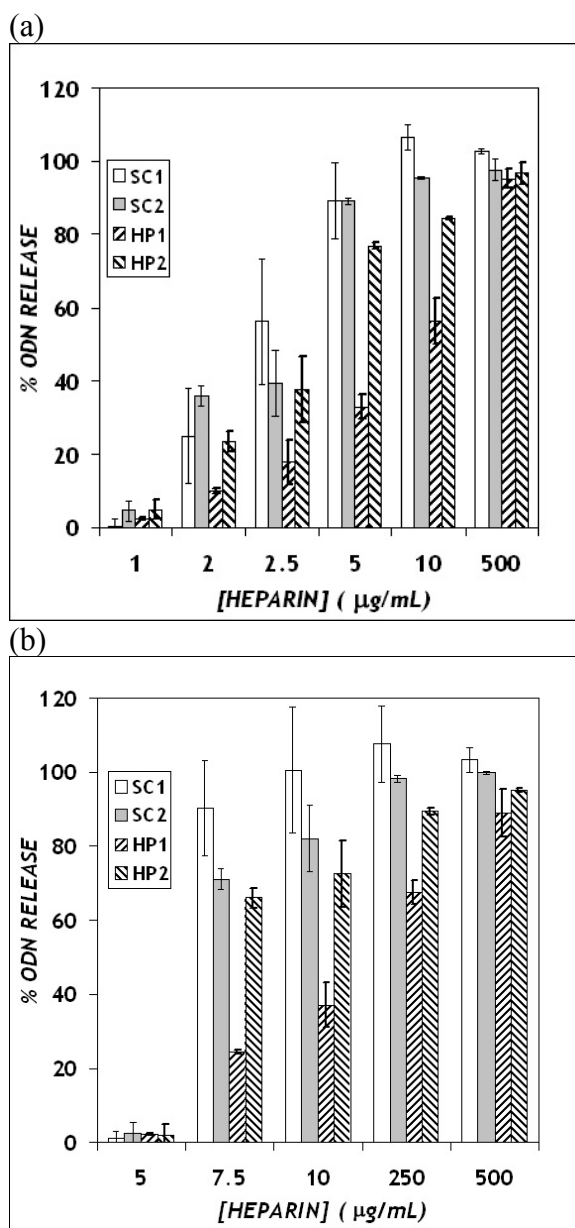 (a)
120
100
80
60
40
20
0
% ODN RELEASE
SC1
SC2
HP1
HP2
1 2 2.5 5 10 500
[HEPARIN] ( µg/mL)
(b)
120
100
80
60
40
20
0
% ODN RELEASE
SC1
SC2
HP1
HP2
5 7.5 10 250 500
[HEPARIN] ( µg/mL)